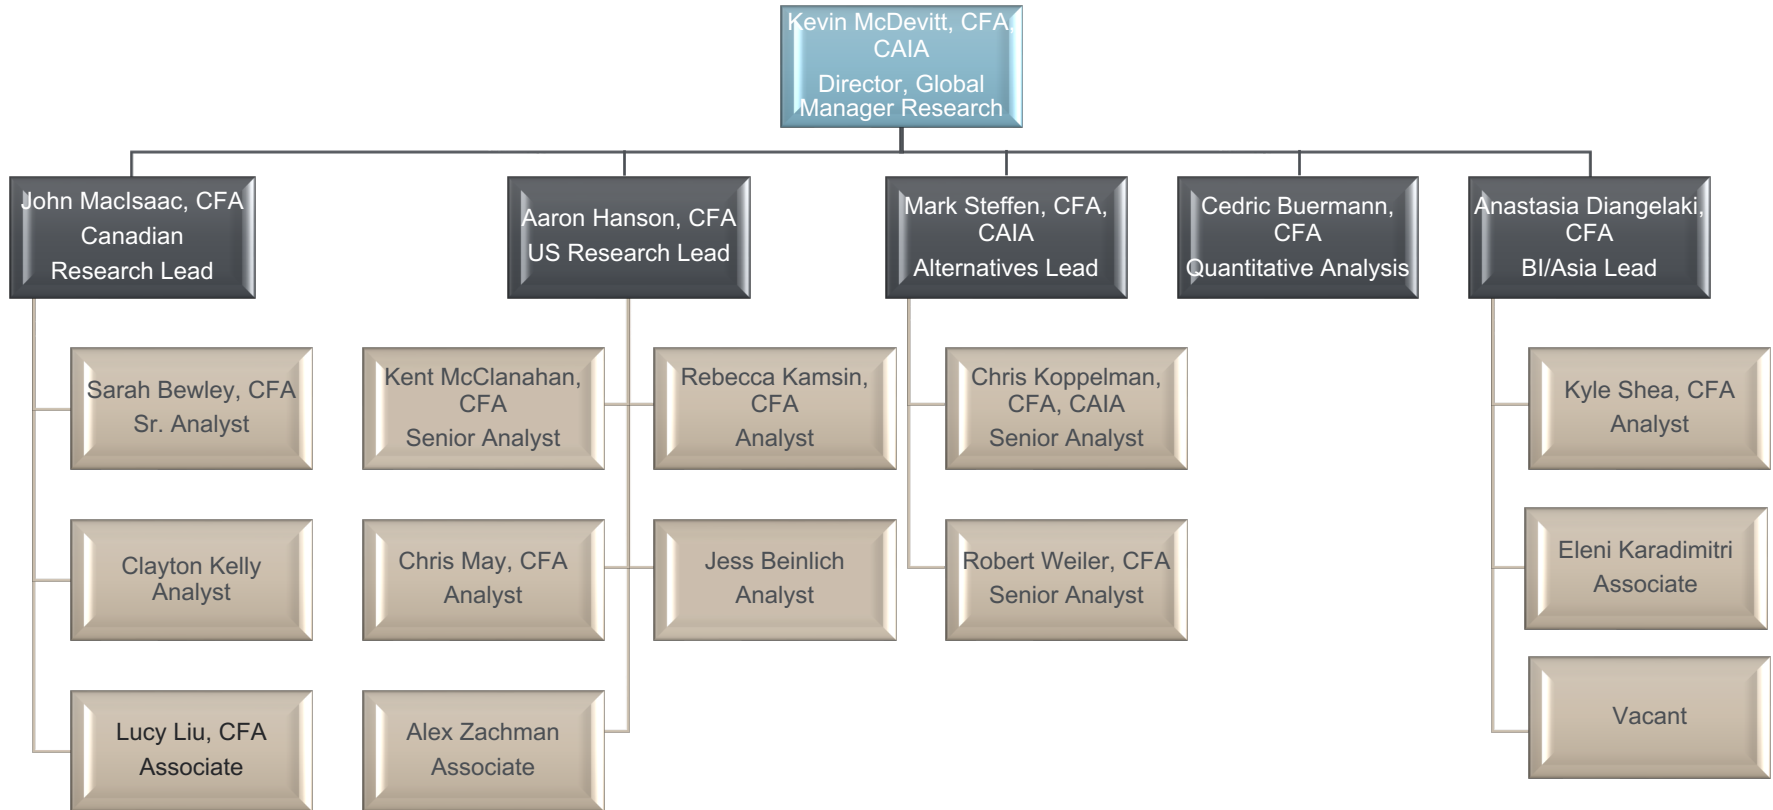 Kevin McDevitt, CFA,
CAIA
Director, Global
Manager Research
John MacIsaac, CFA
Canadian
Research Lead
Aaron Hanson, CFA
US Research Lead
Mark Steffen, CFA,
CAIA
Alternatives Lead
Cedric Buermann,
CFA
Quantitative Analysis
Anastasia Diangelaki,
CFA
BI/Asia Lead
Sarah Bewley, CFA
Sr. Analyst
Kent McClanahan,
CFA
Senior Analyst
Rebecca Kamsin,
CFA
Analyst
Chris Koppelman,
CFA, CAIA
Senior Analyst
Kyle Shea, CFA
Analyst
Clayton Kelly
Analyst
Chris May, CFA
Analyst
Jess Beinlich
Analyst
Robert Weiler, CFA
Senior Analyst
Eleni Karadimitri
Associate
Lucy Liu, CFA
Associate
Alex Zachman
Associate
Vacant